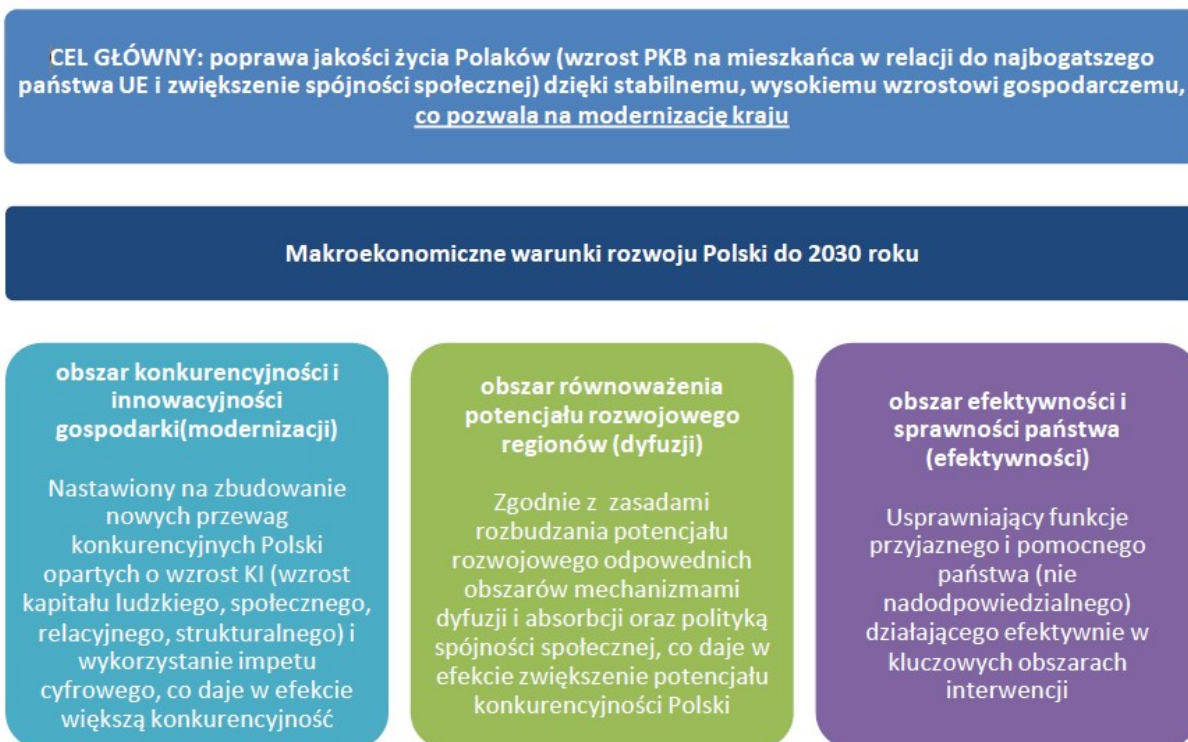 CEL GŁÓWNY: poprawa jakości życia Polaków (wzrost PKB na mieszkańca w relacji do najbogatszego
państwa UE i zwiększenie spójności społecznej) dzięki stabilnemu, wysokiemu wzrostowi gospodarczemu,
co pozwala na modernizację kraju
Makroekonomiczne warunki rozwoju Polski do 2030 roku
obszar konkurencyjności i
innowacyjności
gospodarki(modernizacji)
Nastawiony na zbudowanie
nowych przewag
konkurencyjnych Polski
opartych o wzrost KI (wzrost
kapitału ludzkiego, społecznego,
relacyjnego, strukturalnego) i
wykorzystanie impetu
cyfrowego, co daje w efekcie
większą konkurencyjność
obszar równoważenia
potencjału rozwojowego
regionów (dyfuzji)
Zgodnie z zasadami
rozbudzania potencjału
rozwojowego odpowednich
obszarów mechanizmami
dyfuzji i absorbcji oraz polityką
spójności społecznej, co daje w
efekcie zwiększenie potencjału
konkurencyjności Polski
obszar efektywności i
sprawności państwa
(efektywności)
Usprawniający funkcje
przyjaznego i pomocnego
państwa (nie
nadodpowiedzialnego)
działającego efektywnie w
kluczowych obszarach
interwencji